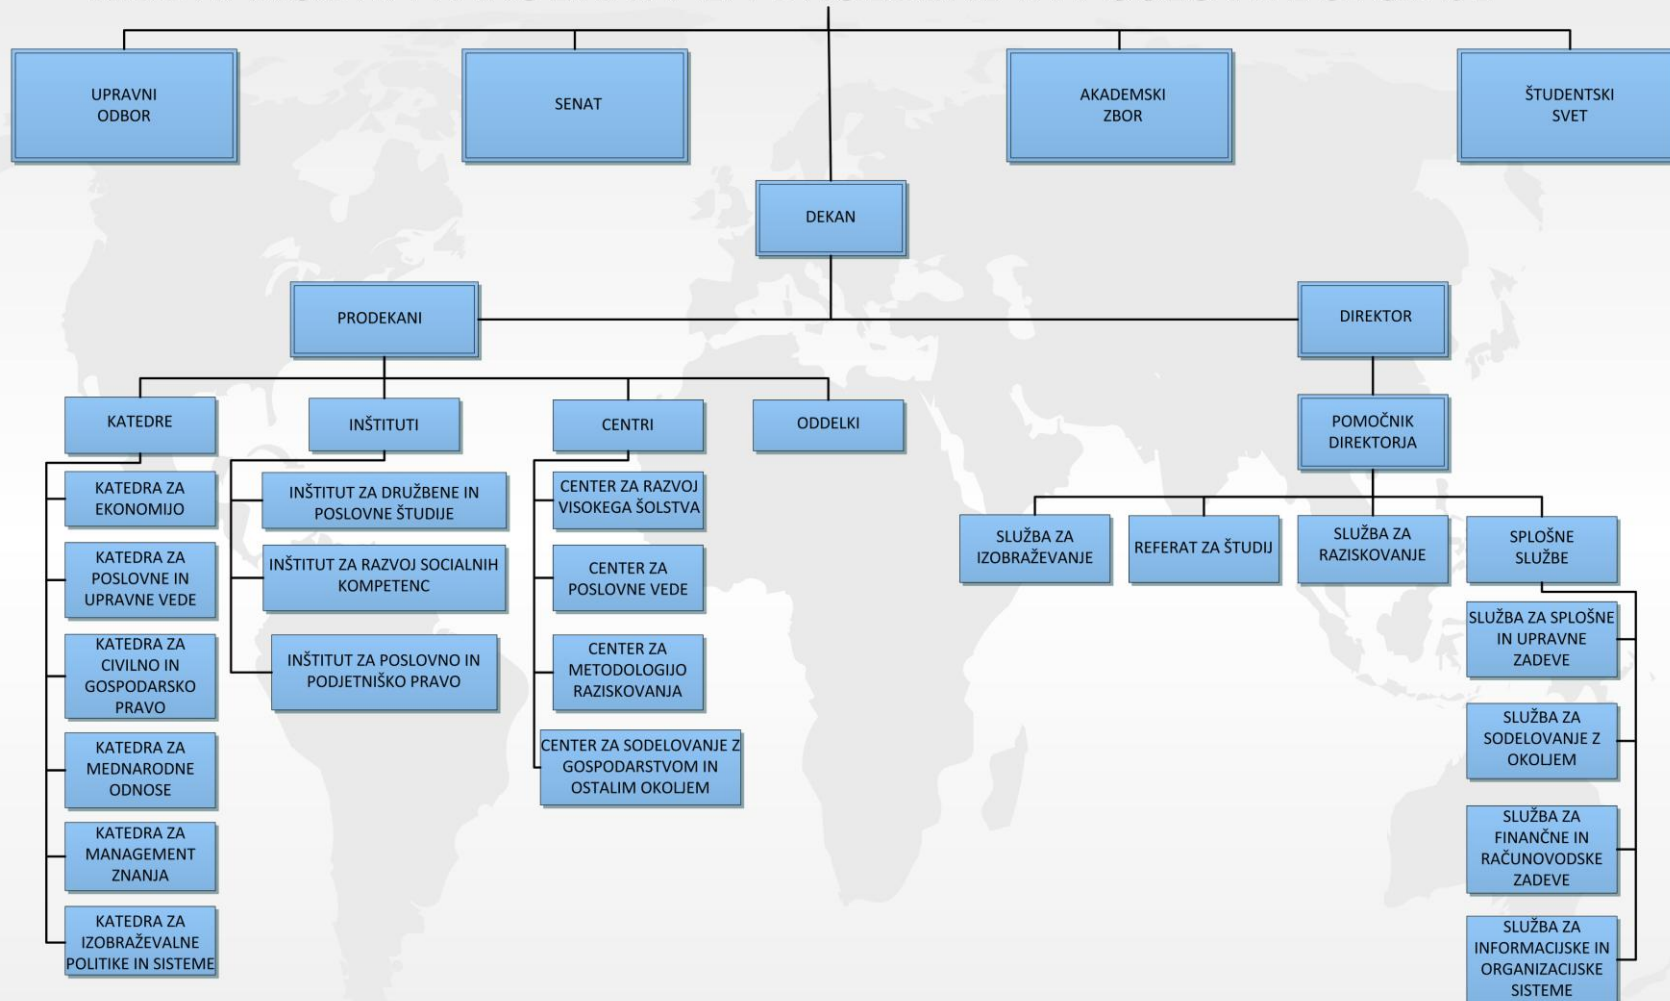 UPRAVNI
ODBOR
SENAT
AKADEMSKI
ZBOR
ŠTUDENTSKI
SVET
DEKAN
PRODEKANI
DIREKTOR
KATEDRE
INŠTITUTI
CENTRI
ODDELKI
POMOČNIK
DIREKTORJA
KATEDRA ZA
EKONOMIJO
KATEDRA ZA
POSLOVNE IN
UPRAVNE VEDE
KATEDRA ZA
CIVILNO IN
GOSPODARSKO
PRAVO
KATEDRA ZA
MEDNARODNE
ODNOSE
KATEDRA ZA
MANAGEMENT
ZNANJA
KATEDRA ZA
IZOBRAŽEVALNE
POLITIKE IN SISTEME
INŠTITUT ZA DRUŽBENE IN
POSLOVNE ŠTUDIJE
INŠTITUT ZA RAZVOJ SOCIALNIH
KOMPETENC
INŠTITUT ZA POSLOVNO IN
PODJETNIŠKO PRAVO
CENTER ZA RAZVOJ
VISOKEGA ŠOLSTVA
CENTER ZA
POSLOVNE VEDE
CENTER ZA
METODOLOGIJO
RAZISKOVANJA
CENTER ZA SODELOVANJE Z
GOSPODARSTVOM IN
OSTALIM OKOLJEM
SLUŽBA ZA
IZOBRAŽEVANJE
REFERAT ZA ŠTUDIJ
SLUŽBA ZA
RAZISKOVANJE
SPLOŠNE
SLUŽBE
SLUŽBA ZA SPLOŠNE
IN UPRAVNE
ZADEVE
SLUŽBA ZA
SODELOVANJE Z
OKOLJEM
SLUŽBA ZA
FINANČNE IN
RAČUNOVODSKE
ZADEVE
SLUŽBA ZA
INFORMACIJSKE IN
ORGANIZACIJSKE
SISTEME